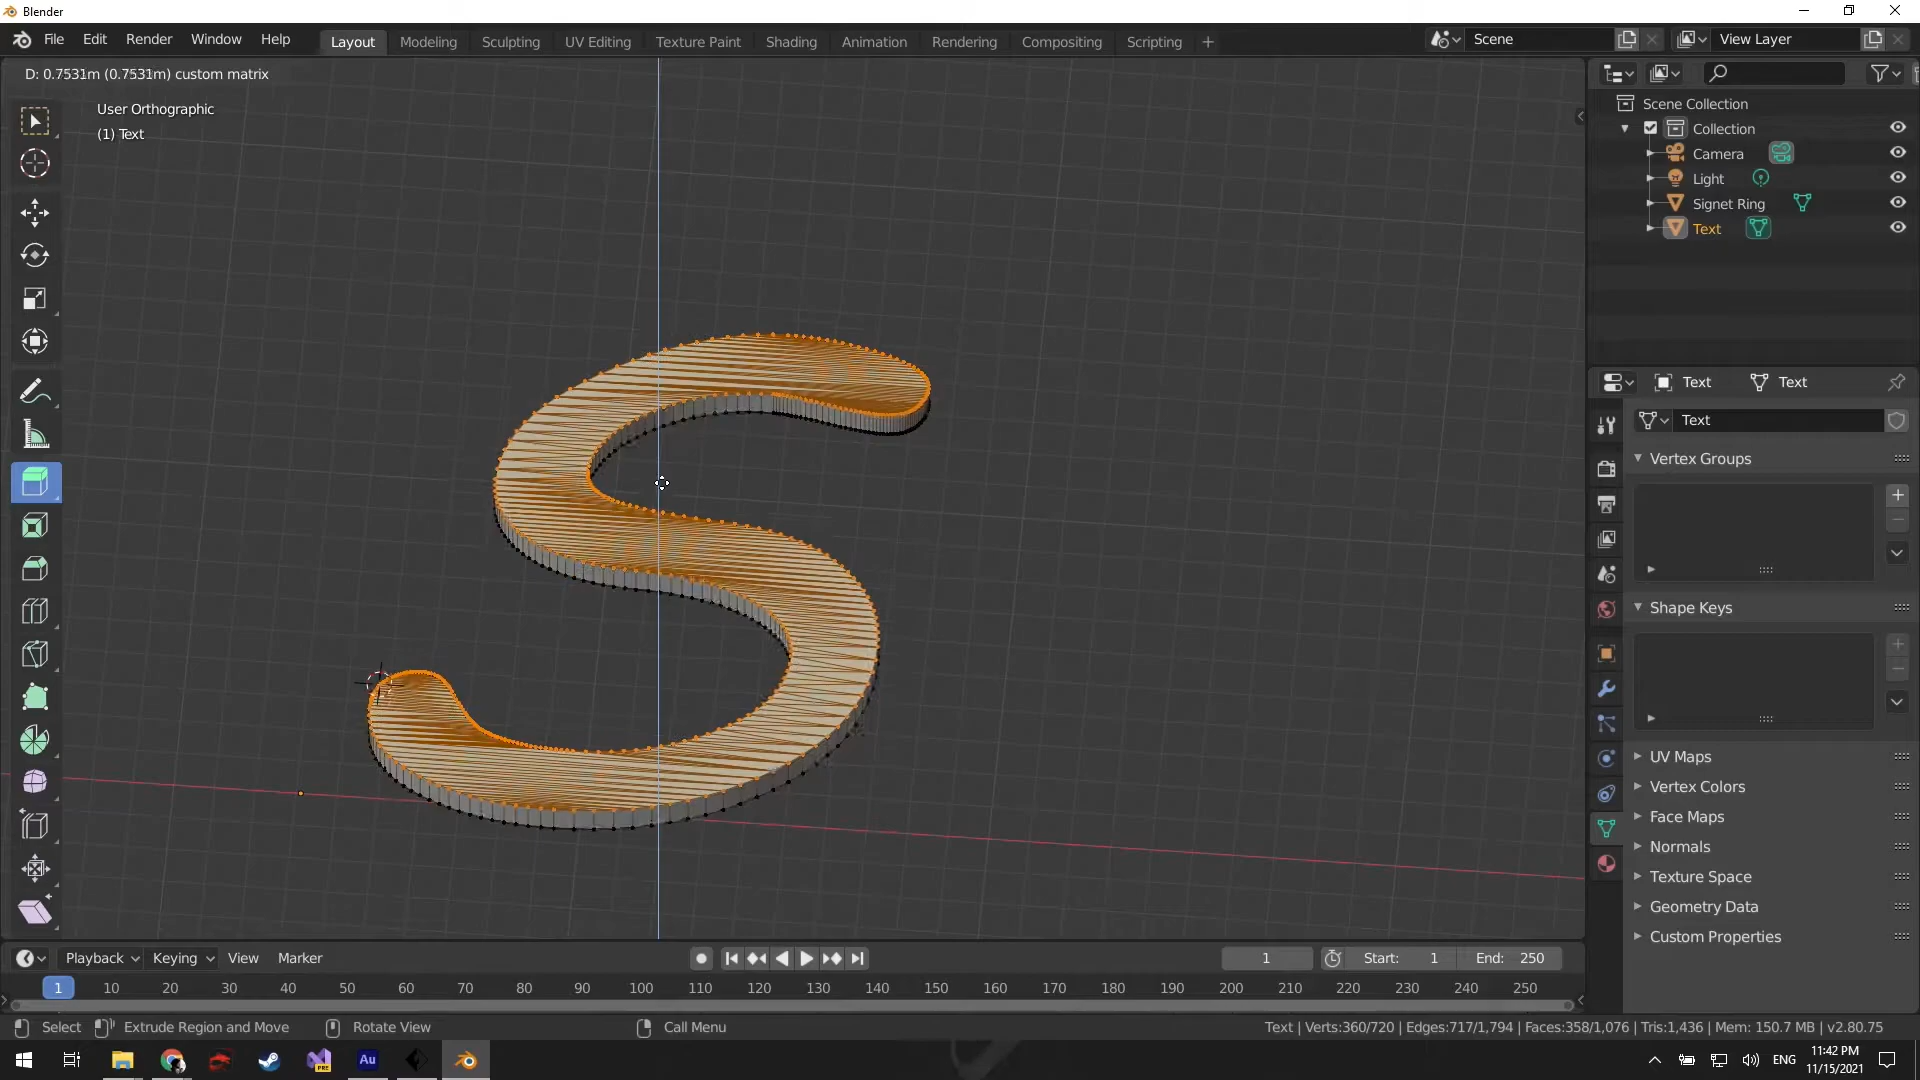 Blender
File Edit Render Window Help Layout Modeling Sculpting UV Editing Texture Paint Shading Animation Rendering Compositing Scripting + Scene View Layer
D: 0.7531m (0.7531m) custom matrix
User Orthographic
(1) Text
Scene Collection
Collection
Camera
Light
Signet Ring
Text
Text Text
Text
Vertex Groups
Shape Keys
UV Maps
Vertex Colors
Face Maps
Normals
Texture Space
Geometry Data
Custom Properties
Playback Keying View Marker 1 Start: 1 End: 250
1 10 20 30 40 50 60 70 80 90 100 110 120 130 140 150 160 170 180 190 200 210 220 230 240 250
Select Extrude Region and Move Rotate View Call Menu Text | Verts:360/720 | Edges:717/1,794 | Faces:358/1,076 | Tris:1,436 | Mem: 150.7 MB | v2.80.75
PRE Au ENG 11:42 PM
11/15/2021